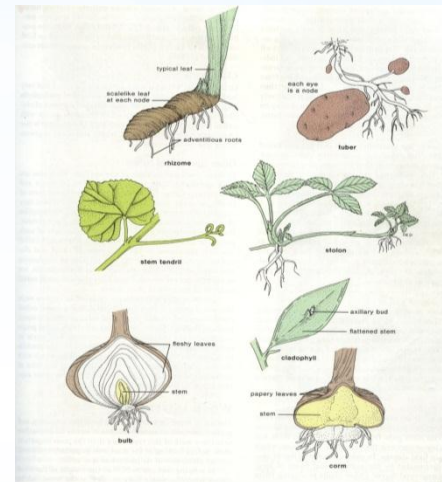 typical leaf
scalelike leaf
at each node
adventitious roots
rhizome
each eye
is a node
tuber
stem tendril
stolon
axillary bud
flattened stem
cladophyll
fleshy leaves
stem
bulb
papery leaves
stem
corm